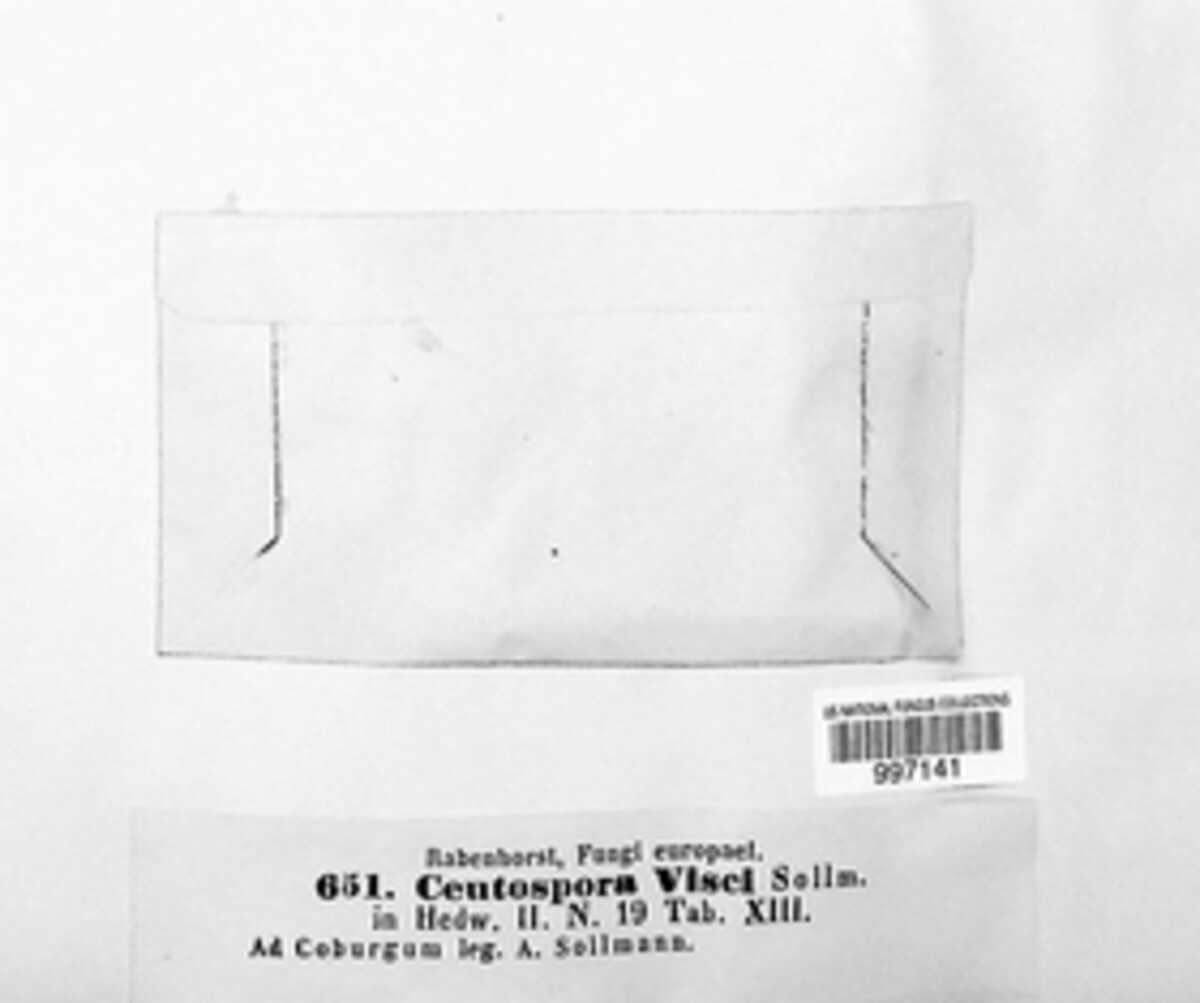 US NATIONAL FUNGUS COLLECTIONS
997141
Rabenhorst, Fungi europaei.
651. Ceutospora Visci Sollm.
in Hedw. II. N. 19 Tab. XIII.
Ad Coburgum leg. A. Sollmann.